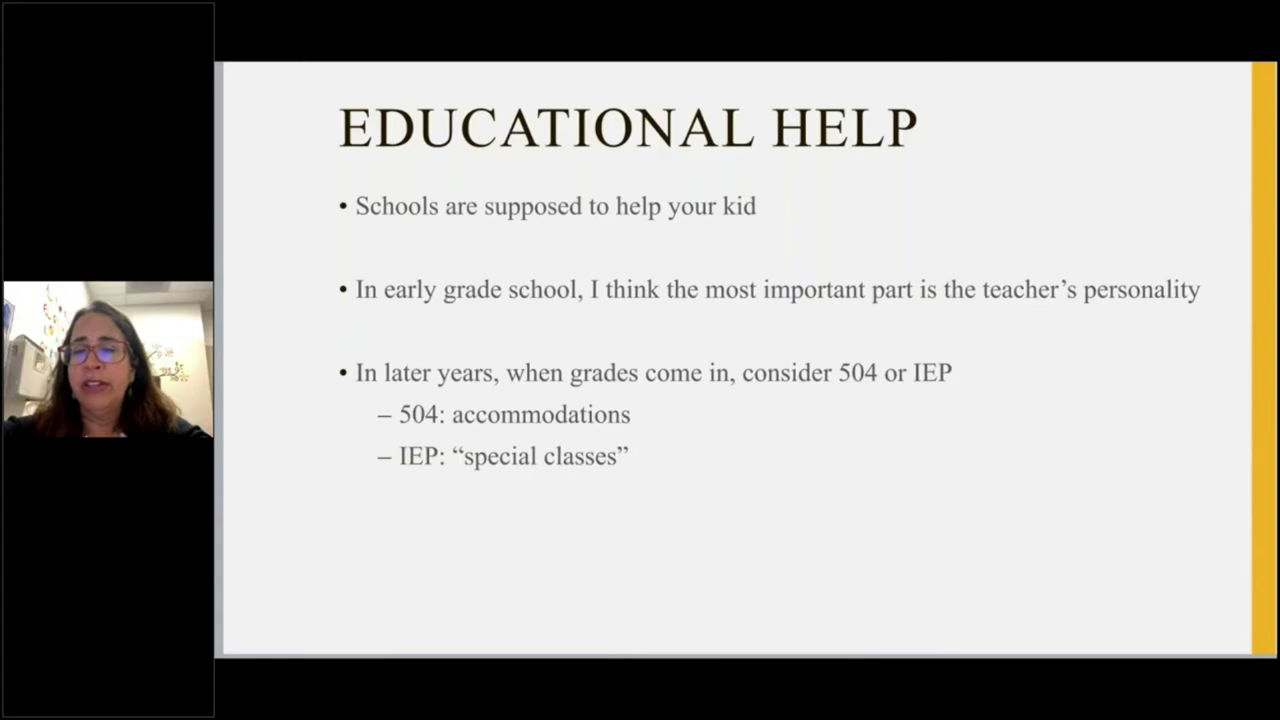 EDUCATIONAL HELP
• Schools are supposed to help your kid
• In early grade school, I think the most important part is the teacher’s personality
• In later years, when grades come in, consider 504 or IEP
– 504: accommodations
– IEP: “special classes”